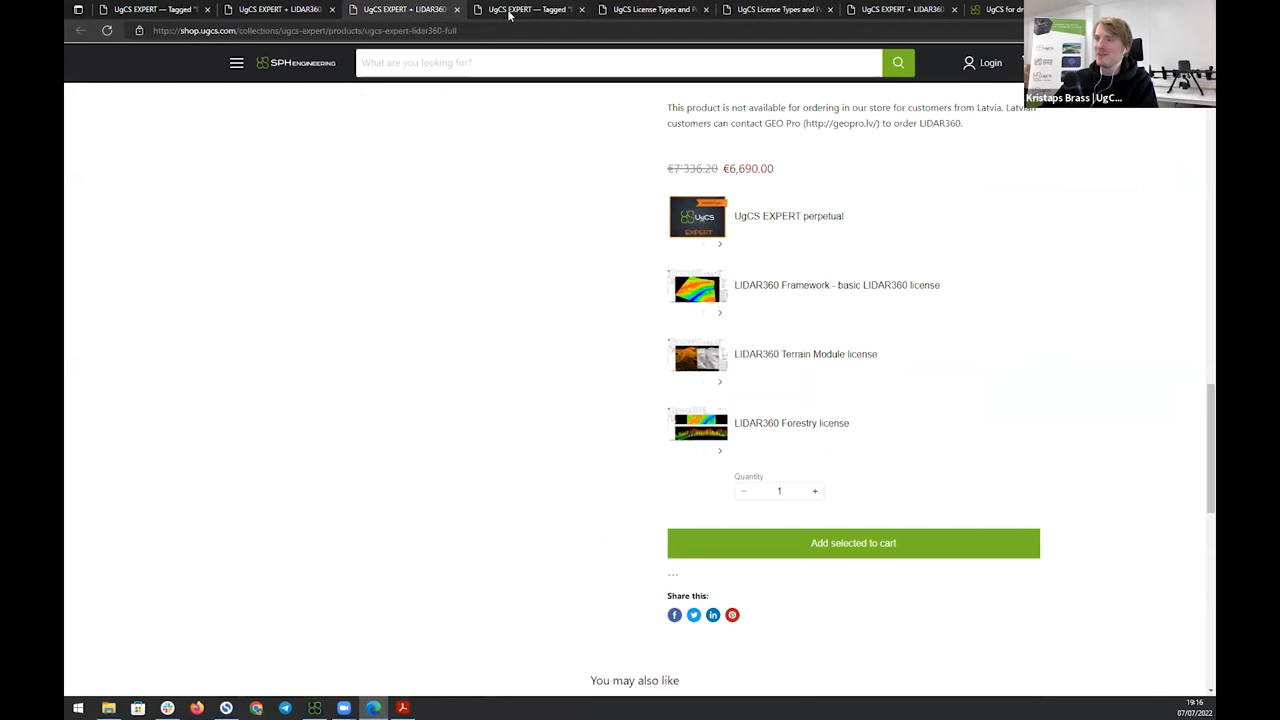 UgCS EXPERT — Tagged "
UgCS EXPERT + LIDAR360
UgCS EXPERT + LIDAR360
UgCS EXPERT — Tagged "
UgCS License Types and P
UgCS License Types and P
UgCS EXPERT + LIDAR360
UgCS for dr
https://shop.ugcs.com/collections/ugcs-expert/products/ugcs-expert-lidar360-full
SPH ENGINEERING
What are you looking for?
Login
Kristaps Brass | UgC...
This product is not available for ordering in our store for customers from Latvia. Latvian
customers can contact GEO Pro (http://geopro.lv/) to order LIDAR360.
€7'336.20 €6,690.00
UgCS
EXPERT
UgCS EXPERT perpetual
LIDAR360 Framework - basic LIDAR360 license
LIDAR360 Terrain Module license
LIDAR360 Forestry license
Quantity
− 1 +
Add selected to cart
---
Share this:
You may also like
19:16
07/07/2022